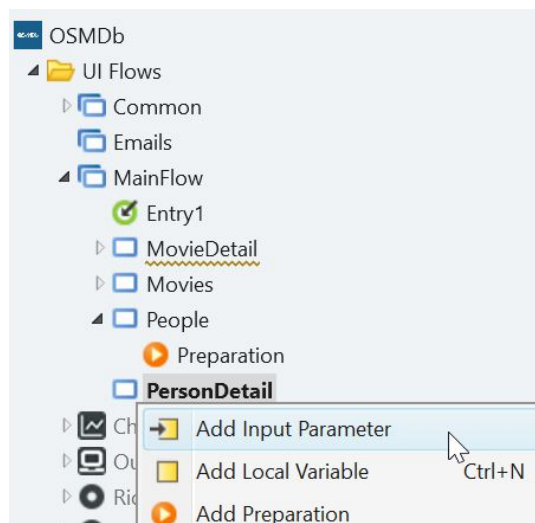 OSMDb
UI Flows
Common
Emails
MainFlow
Entry1
MovieDetail
Movies
People
Preparation
PersonDetail
Add Input Parameter
Add Local Variable Ctrl+N
Add Preparation